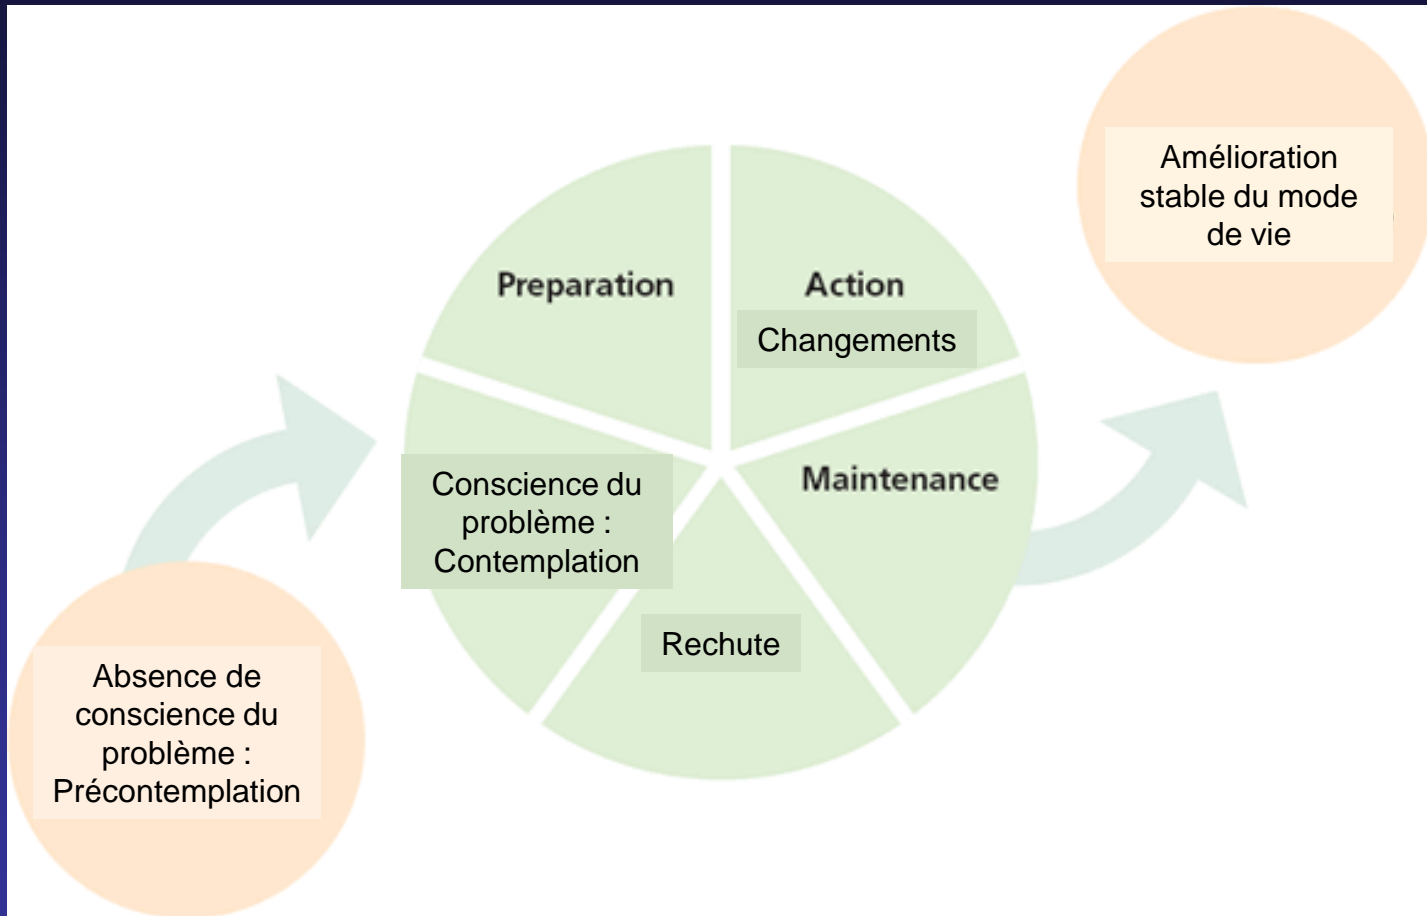 Amélioration
stable du mode
de vie
Preparation
Action
Changements
Conscience du
problème :
Contemplation
Maintenance
Rechute
Absence de
conscience du
problème :
Précontemplation